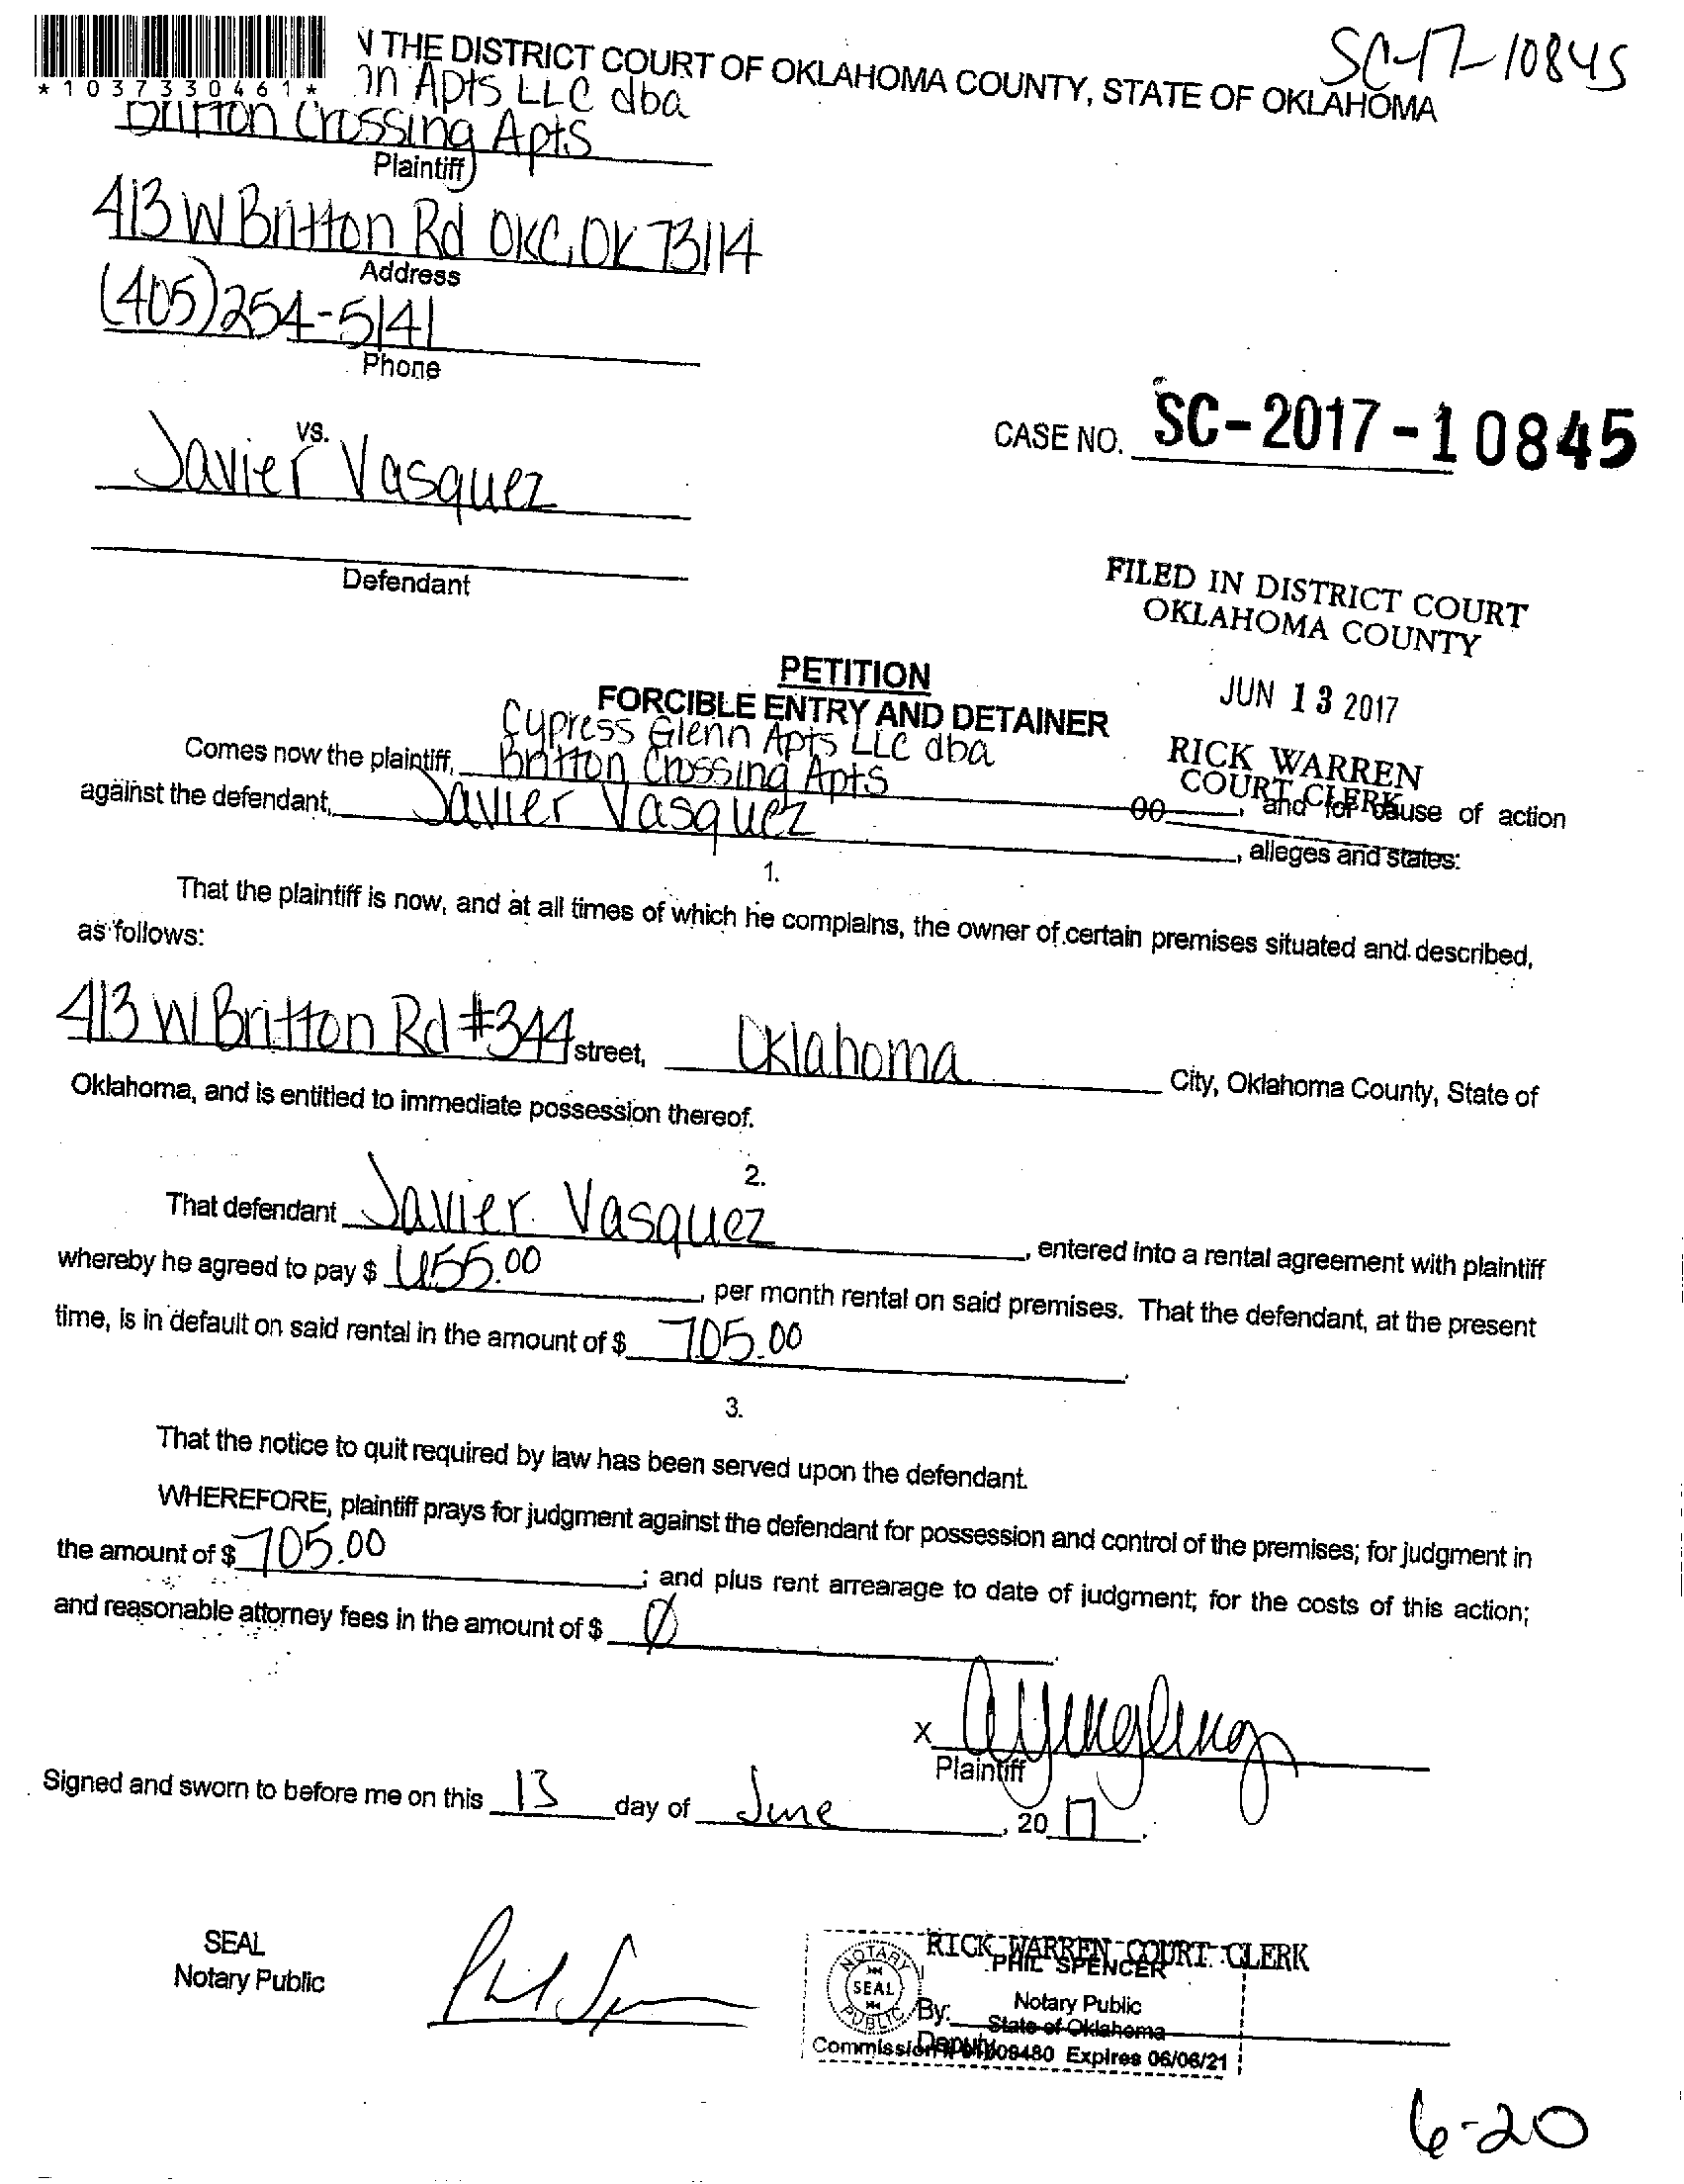 SC-17-10845
N THE DISTRICT COURT OF OKLAHOMA COUNTY, STATE OF OKLAHOMA
*1037330461*
nn Apts LLC dba
Britton Crossing Apts
Plaintiff
413 W Britton Rd OKC, OK 73114
Address
(405)254-5141
Phone
vs.
Javier Vasquez
CASE NO. SC-2017-10845
Defendant
FILED IN DISTRICT COURT
OKLAHOMA COUNTY
JUN 13 2017
RICK WARREN
COURT CLERK
PETITION
FORCIBLE ENTRY AND DETAINER
Cypress Glenn Apts LLC dba
Comes now the plaintiff, Britton Crossing Apts
, and for cause of action
against the defendant, Javier Vasquez
, alleges and states:
1.
That the plaintiff is now, and at all times of which he complains, the owner of certain premises situated and described,
as follows:
413 W Britton Rd #344 street, Oklahoma City, Oklahoma County, State of
Oklahoma, and is entitled to immediate possession thereof.
2.
That defendant Javier Vasquez, entered into a rental agreement with plaintiff
whereby he agreed to pay $ 655.00, per month rental on said premises. That the defendant, at the present
time, is in default on said rental in the amount of $ 705.00.
3.
That the notice to quit required by law has been served upon the defendant.
WHEREFORE, plaintiff prays for judgment against the defendant for possession and control of the premises; for judgment in
the amount of $ 705.00; and plus rent arrearage to date of judgment; for the costs of this action;
and reasonable attorney fees in the amount of $ Ø.
x
Plaintiff
Signed and sworn to before me on this 13 day of June, 2017.
SEAL
Notary Public
RICK WARREN COURT CLERK
PHIL SPENCER
NOTARY
SEAL
PUBLIC
Notary Public
By:
State of Oklahoma
Deputy
Commission 09480 Expires 06/06/21
6-20